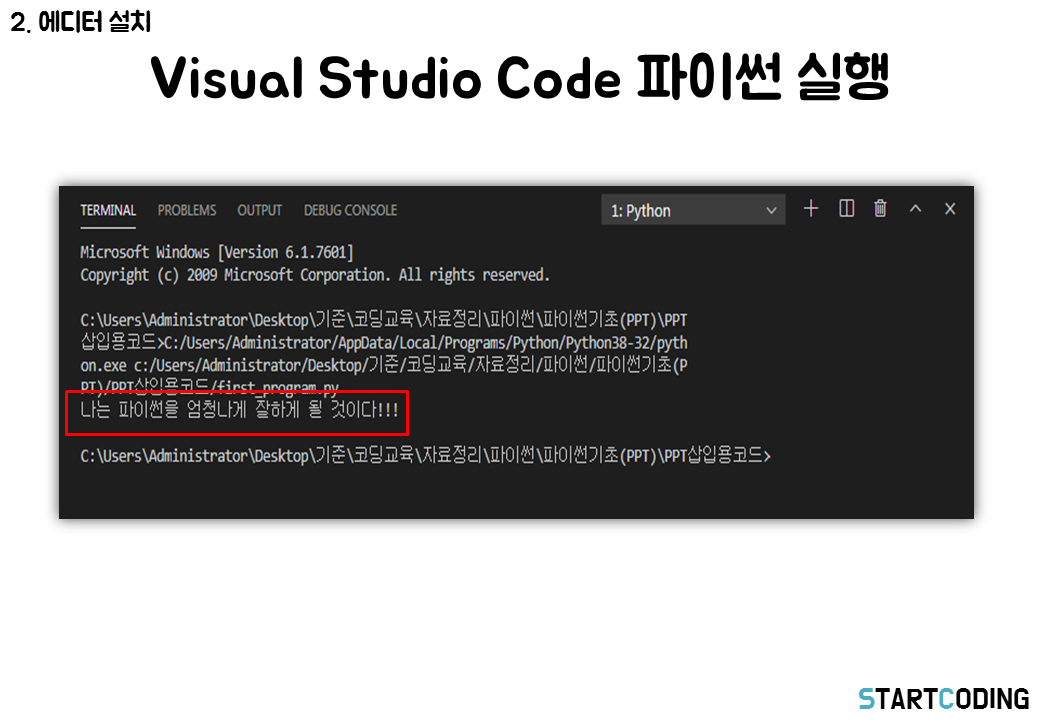 2. 에디터 설치
Visual Studio Code 파이썬 실행
TERMINAL PROBLEMS OUTPUT DEBUG CONSOLE 1: Python
Microsoft Windows [Version 6.1.7601]
Copyright (c) 2009 Microsoft Corporation. All rights reserved.
C:\Users\Administrator\Desktop\기준\코딩교육\자료정리\파이썬\파이썬기초(PPT)\PPT
삽입용코드>C:/Users/Administrator/AppData/Local/Programs/Python/Python38-32/pyth
on.exe c:/Users/Administrator/Desktop/기준/코딩교육/자료정리/파이썬/파이썬기초(P
PT)/PPT삽입용코드/first_program.py
나는 파이썬을 엄청나게 잘하게 될 것이다!!!
C:\Users\Administrator\Desktop\기준\코딩교육\자료정리\파이썬\파이썬기초(PPT)\PPT삽입용코드>
STARTCODING